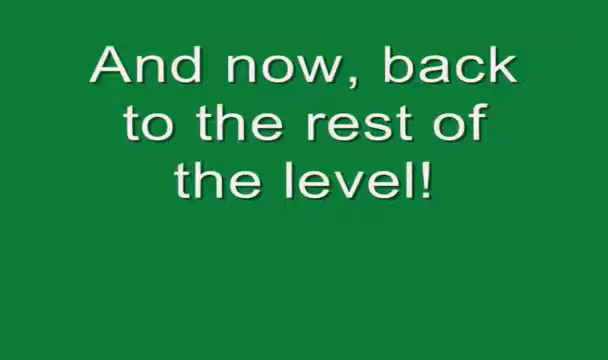 And now, back
to the rest of
the level!